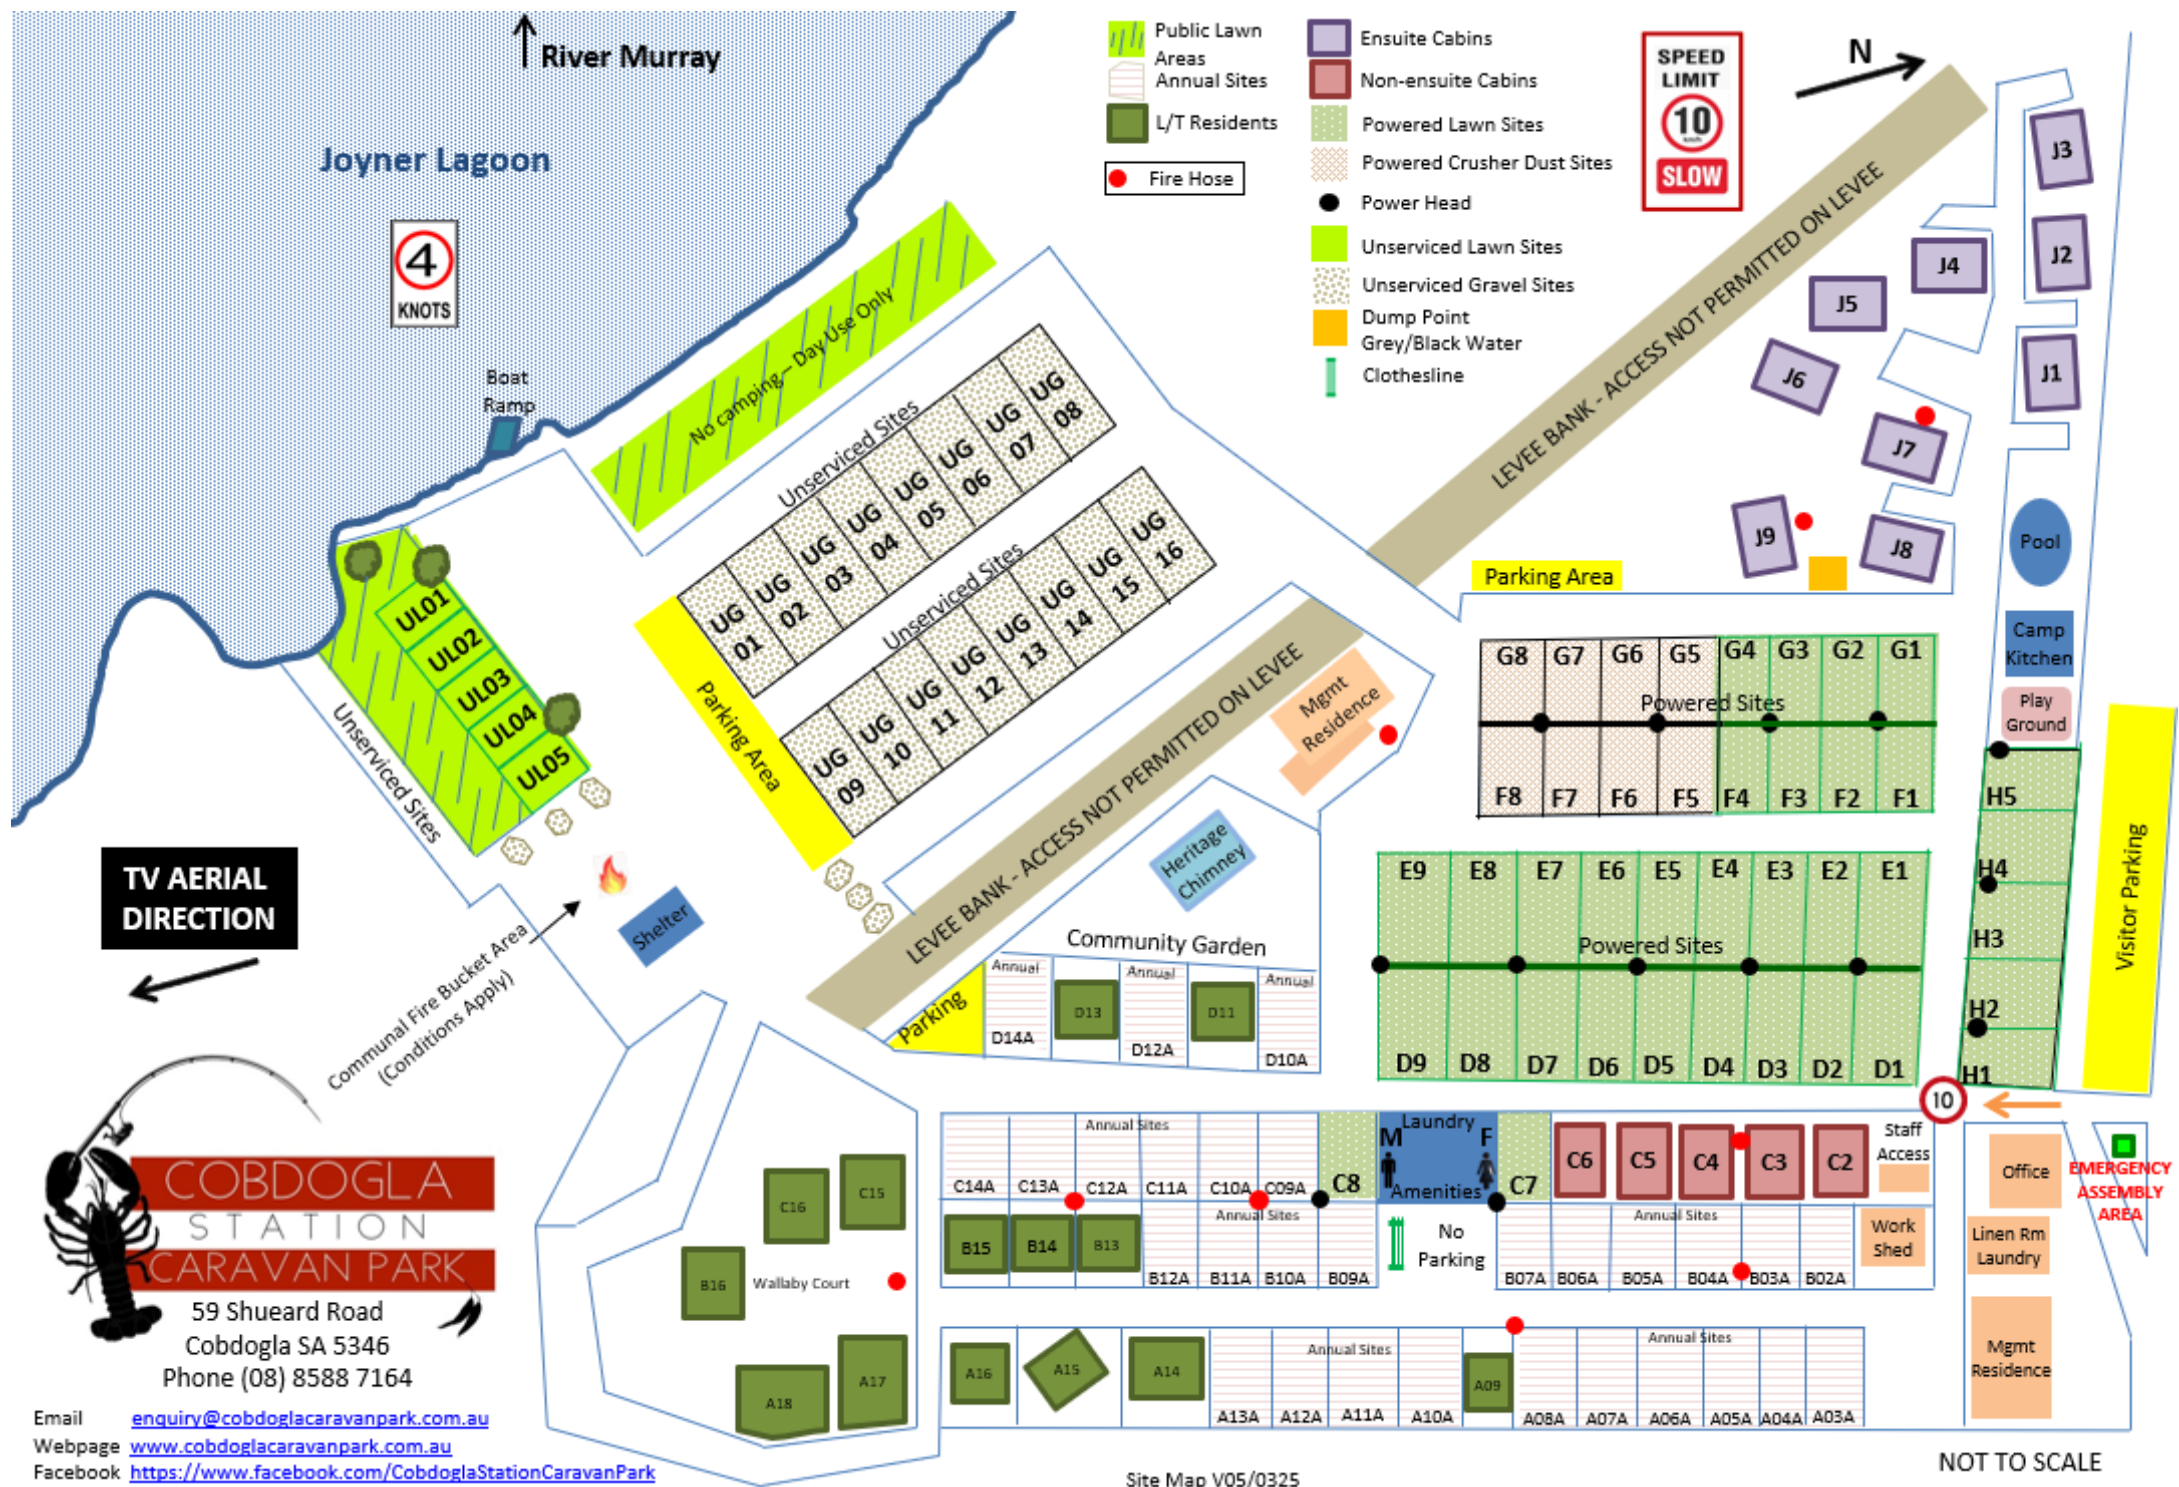 River Murray
Joyner Lagoon
4
KNOTS
Boat
Ramp
Public Lawn
Areas
Annual Sites
L/T Residents
Fire Hose
Ensuite Cabins
Non-ensuite Cabins
Powered Lawn Sites
Powered Crusher Dust Sites
Power Head
Unserviced Lawn Sites
Unserviced Gravel Sites
Dump Point
Grey/Black Water
Clothesline
SPEED
LIMIT
10
SLOW
N
LEVEE BANK - ACCESS NOT PERMITTED ON LEVEE
J3
J2
J1
J4
J5
J6
J7
J8
J9
Pool
Camp
Kitchen
Play
Ground
Parking Area
No camping – Day Use Only
Unserviced Sites
UG
01
UG
02
UG
03
UG
04
UG
05
UG
06
UG
07
UG
08
Unserviced Sites
UG
09
UG
10
UG
11
UG
12
UG
13
UG
14
UG
15
UG
16
Parking Area
UL01
UL02
UL03
UL04
UL05
Unserviced Sites
LEVEE BANK - ACCESS NOT PERMITTED ON LEVEE
Mgmt
Residence
Heritage
Chimney
Community Garden
Shelter
Communal Fire Bucket Area
(Conditions Apply)
TV AERIAL
DIRECTION
G8 G7 G6 G5 G4 G3 G2 G1
Powered Sites
F8 F7 F6 F5 F4 F3 F2 F1
E9 E8 E7 E6 E5 E4 E3 E2 E1
Powered Sites
D9 D8 D7 D6 D5 D4 D3 D2 D1
H5
H4
H3
H2
H1
Visitor Parking
10
Parking
Annual
D14A
D13
Annual
D12A
D11
Annual
D10A
Annual Sites
C14A C13A C12A C11A C10A C09A
C8
M
Laundry
F
Amenities
C7
C6 C5 C4 C3 C2
Staff
Access
Office
EMERGENCY
ASSEMBLY
AREA
B15 B14 B13
Annual Sites
B12A B11A B10A B09A
No
Parking
Annual Sites
B07A B06A B05A B04A B03A B02A
Work
Shed
Linen Rm
Laundry
Mgmt
Residence
C16
C15
B16
Wallaby Court
A18
A17
A16
A15
A14
Annual Sites
A13A A12A A11A A10A
A09
Annual Sites
A08A A07A A06A A05A A04A A03A
COBDOGLA
STATION
CARAVAN PARK
59 Shueard Road
Cobdogla SA 5346
Phone (08) 8588 7164
Email enquiry@cobdoglacaravanpark.com.au
Webpage www.cobdoglacaravanpark.com.au
Facebook https://www.facebook.com/CobdoglaStationCaravanPark
Site Map V05/0325
NOT TO SCALE